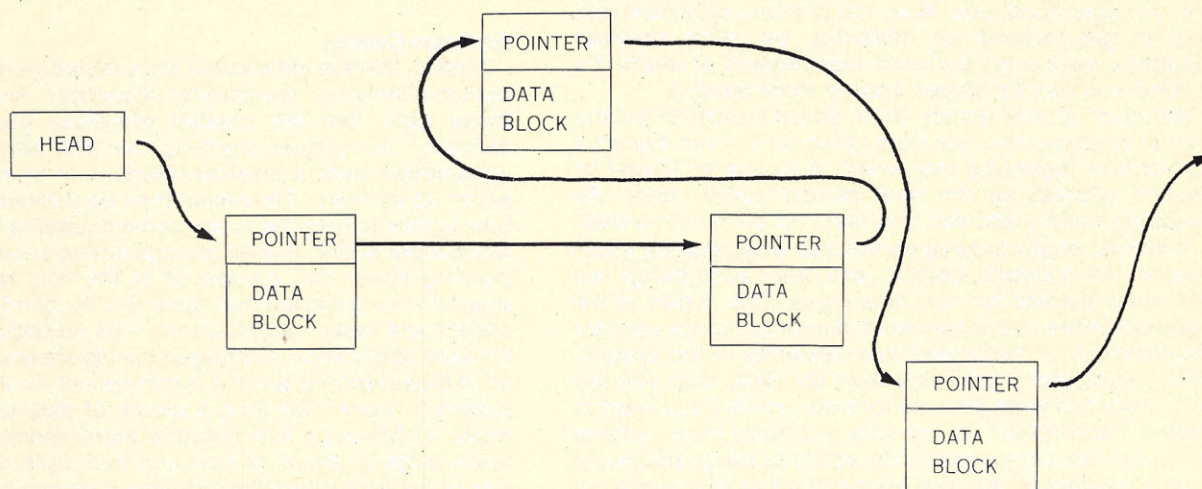 POINTER
DATA
BLOCK
HEAD
POINTER
DATA
BLOCK
POINTER
DATA
BLOCK
POINTER
DATA
BLOCK